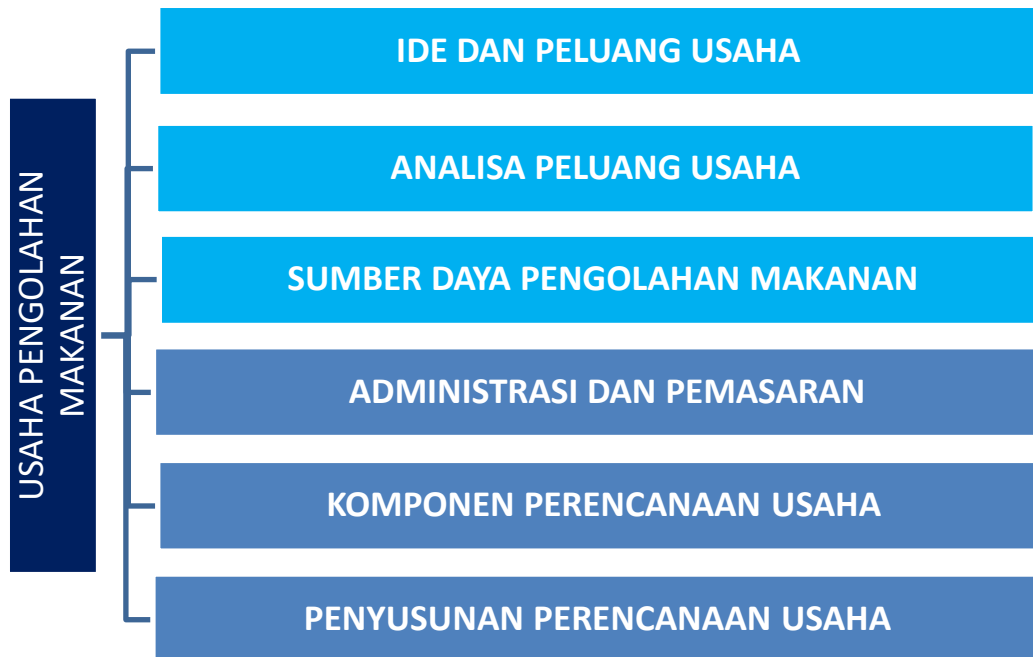 USAHA PENGOLAHAN
MAKANAN
IDE DAN PELUANG USAHA
ANALISA PELUANG USAHA
SUMBER DAYA PENGOLAHAN MAKANAN
ADMINISTRASI DAN PEMASARAN
KOMPONEN PERENCANAAN USAHA
PENYUSUNAN PERENCANAAN USAHA